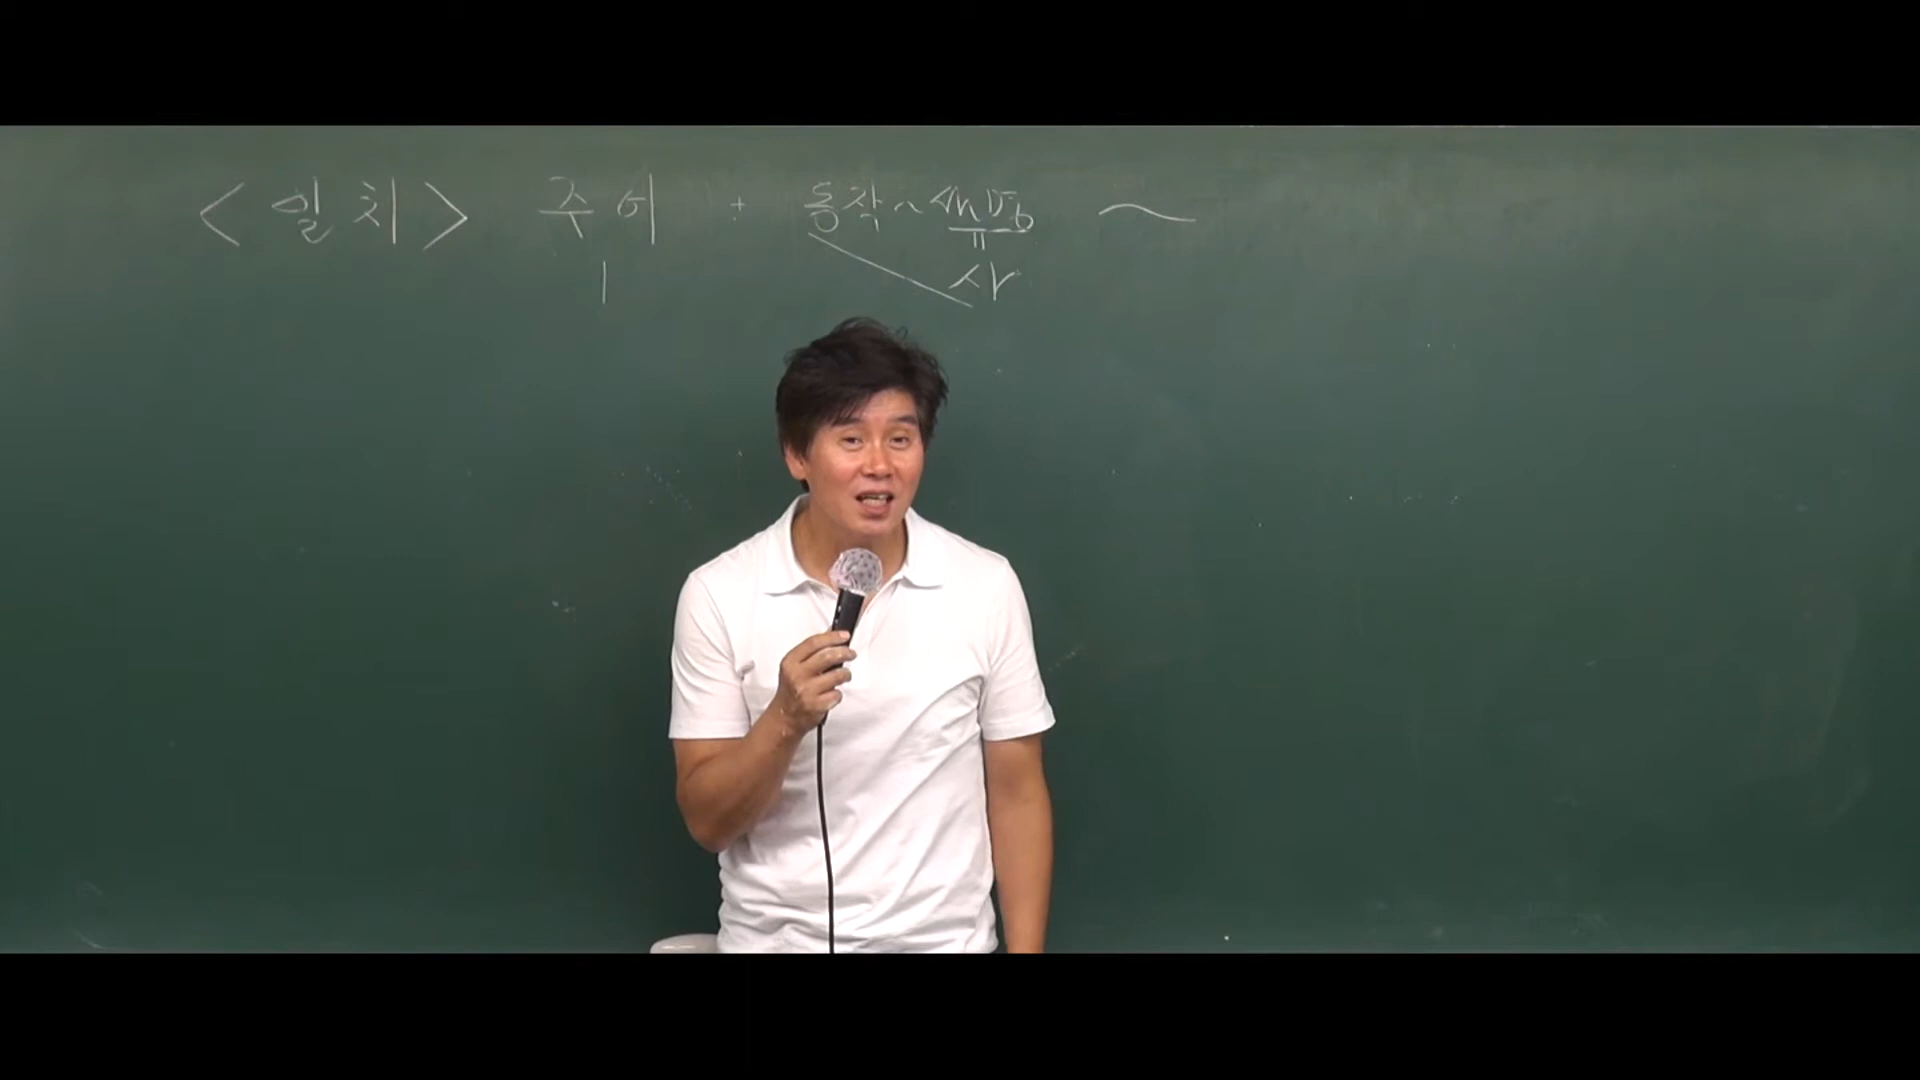 <일치> 주어 + 동작~
사